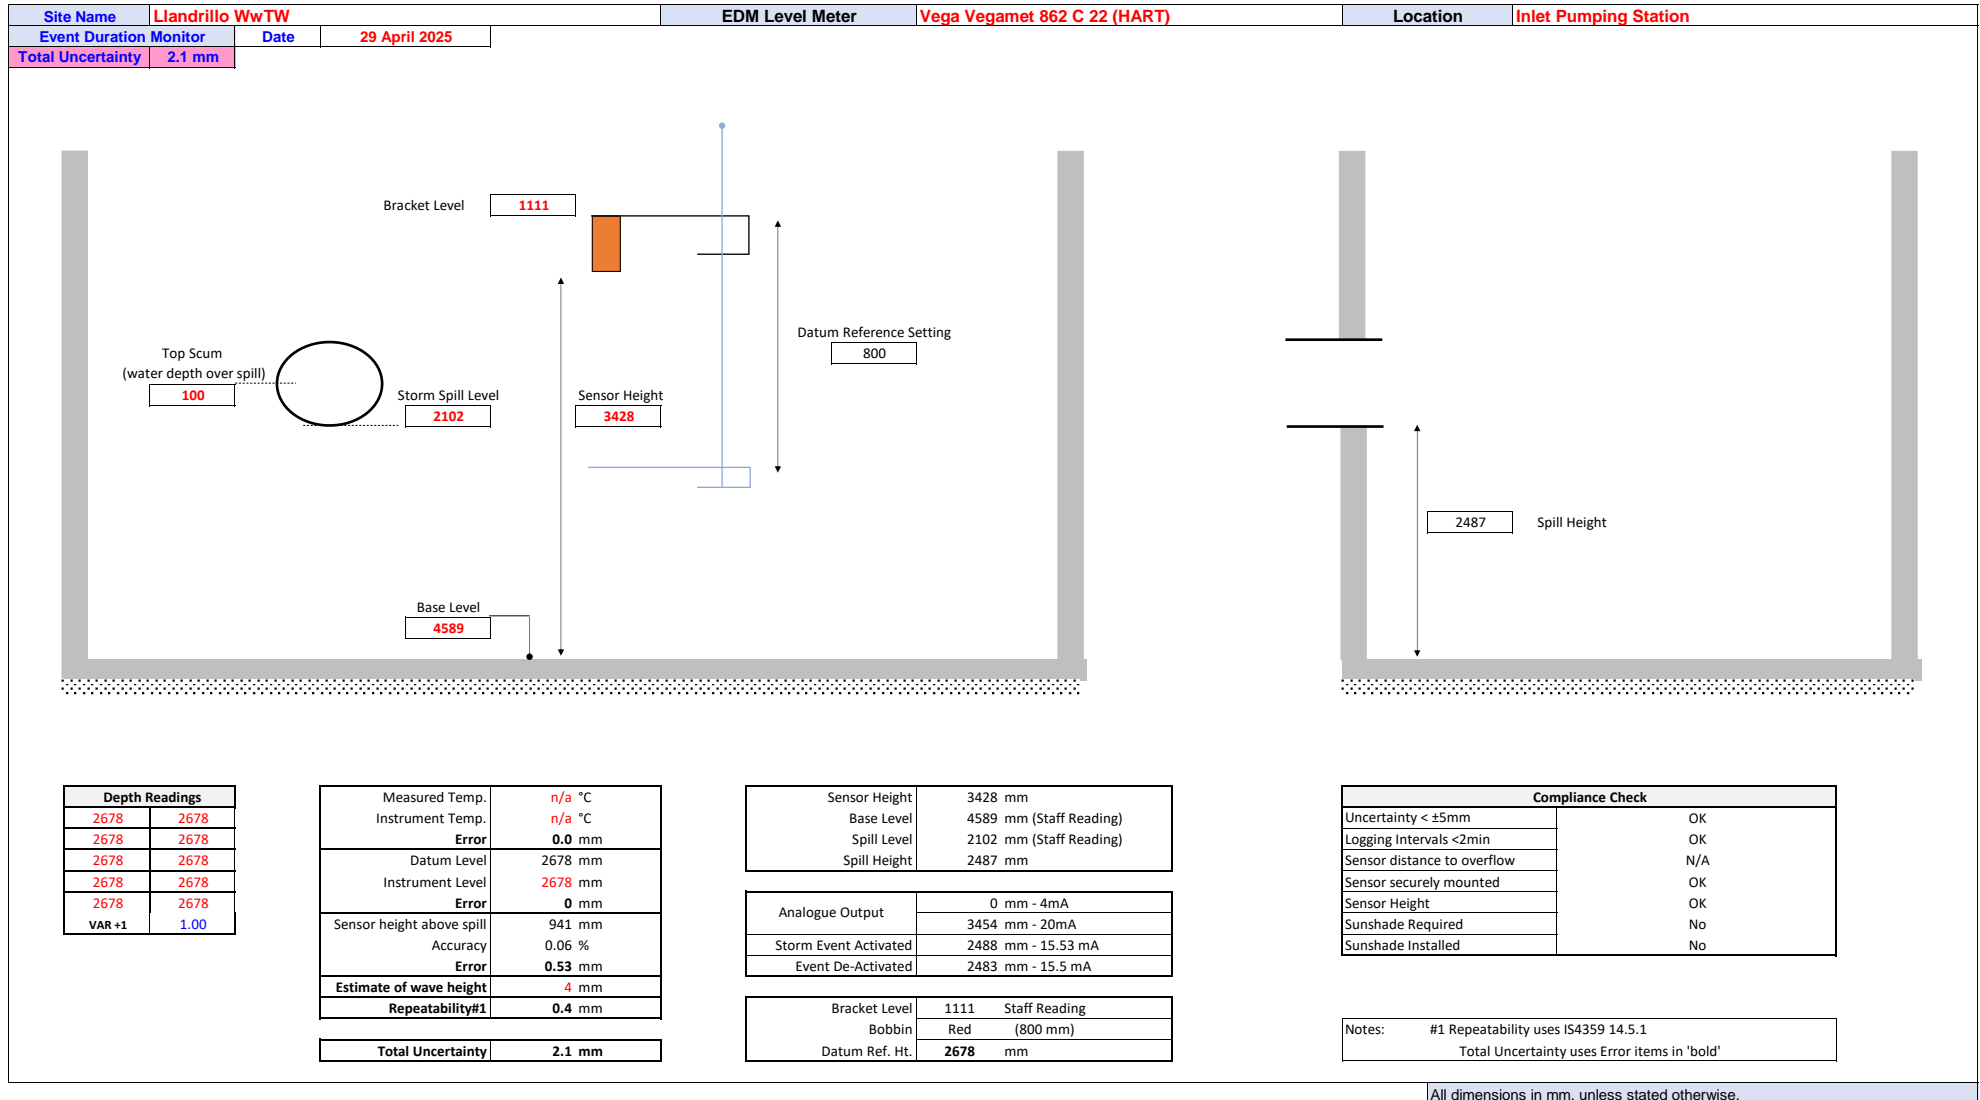 Site Name Llandrillo WwTW EDM Level Meter Vega Vegamet 862 C 22 (HART) Location Inlet Pumping Station
Event Duration Monitor Date 29 April 2025
Total Uncertainty 2.1 mm
Bracket Level 1111
Datum Reference Setting
800
Top Scum
(water depth over spill)
100
Storm Spill Level
2102
Sensor Height
3428
2487 Spill Height
Base Level
4589
Depth Readings
2678 2678
2678 2678
2678 2678
2678 2678
2678 2678
VAR +1 1.00
Measured Temp. n/a °C
Instrument Temp. n/a °C
Error 0.0 mm
Datum Level 2678 mm
Instrument Level 2678 mm
Error 0 mm
Sensor height above spill 941 mm
Accuracy 0.06 %
Error 0.53 mm
Estimate of wave height 4 mm
Repeatability#1 0.4 mm
Total Uncertainty 2.1 mm
Sensor Height 3428 mm
Base Level 4589 mm (Staff Reading)
Spill Level 2102 mm (Staff Reading)
Spill Height 2487 mm
Analogue Output 0 mm - 4mA
3454 mm - 20mA
Storm Event Activated 2488 mm - 15.53 mA
Event De-Activated 2483 mm - 15.5 mA
Bracket Level 1111 Staff Reading
Bobbin Red (800 mm)
Datum Ref. Ht. 2678 mm
Compliance Check
Uncertainty < ±5mm OK
Logging Intervals <2min OK
Sensor distance to overflow N/A
Sensor securely mounted OK
Sensor Height OK
Sunshade Required No
Sunshade Installed No
Notes: #1 Repeatability uses IS4359 14.5.1
Total Uncertainty uses Error items in 'bold'
All dimensions in mm, unless stated otherwise.